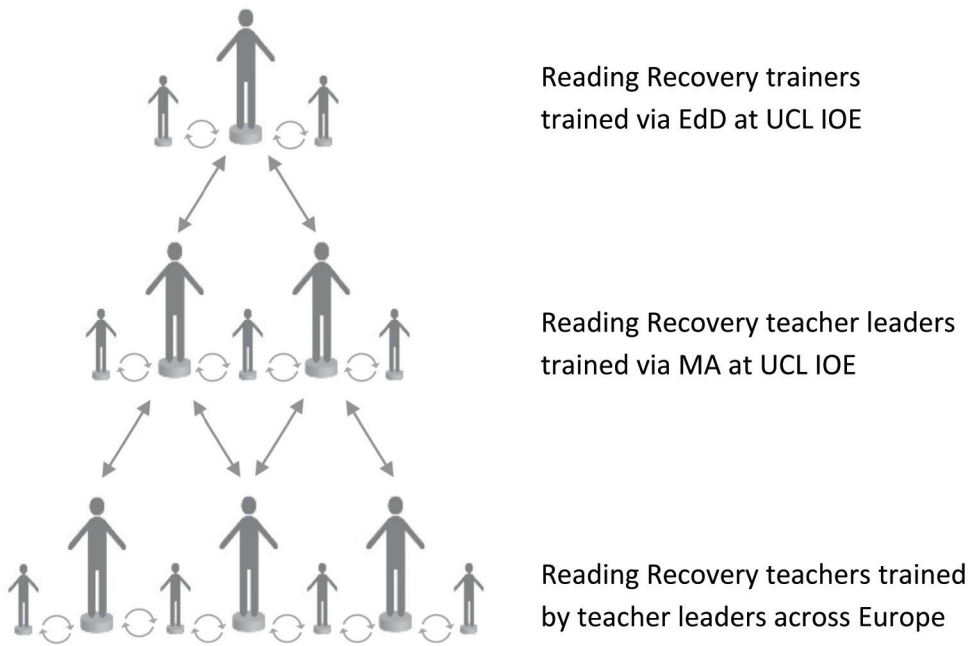 Reading Recovery trainers
trained via EdD at UCL IOE
Reading Recovery teacher leaders
trained via MA at UCL IOE
Reading Recovery teachers trained
by teacher leaders across Europe